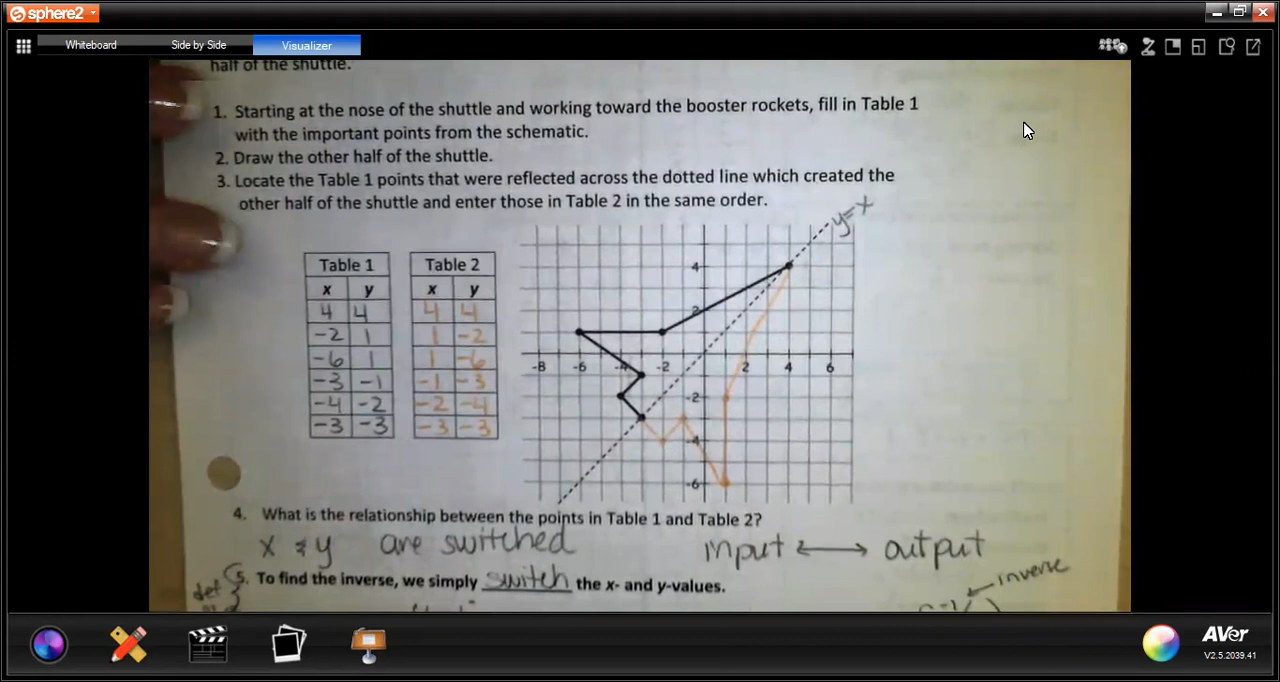 sphere2
Whiteboard Side by Side Visualizer
half of the shuttle.
1. Starting at the nose of the shuttle and working toward the booster rockets, fill in Table 1
with the important points from the schematic.
2. Draw the other half of the shuttle.
3. Locate the Table 1 points that were reflected across the dotted line which created the
other half of the shuttle and enter those in Table 2 in the same order.
y=x
Table 1 Table 2
x y x y
4 4 4 4
-2 1 1 -2
-6 1 1 -6
-3 -1 -1 -3
-4 -2 -2 -4
-3 -3 -3 -3
4
2
-8 -6 -4 -2 2 4 6
-2
-4
-6
4. What is the relationship between the points in Table 1 and Table 2?
x & y are switched input ↔ output
5. To find the inverse, we simply switch the x- and y-values.
def
inverse
AVer
V2.5.2039.41